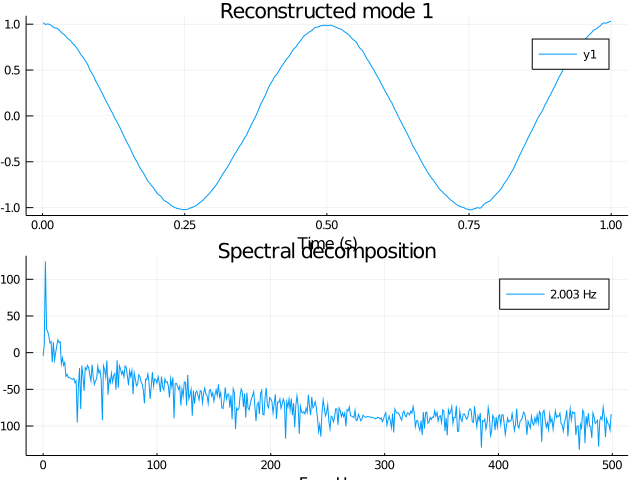 Reconstructed mode 1
1.0
0.5
0.0
-0.5
-1.0
y1
0.00 0.25 0.50 0.75 1.00
Time (s)
Spectral decomposition
100
50
0
-50
100
2.003 Hz
0 100 200 300 400 500